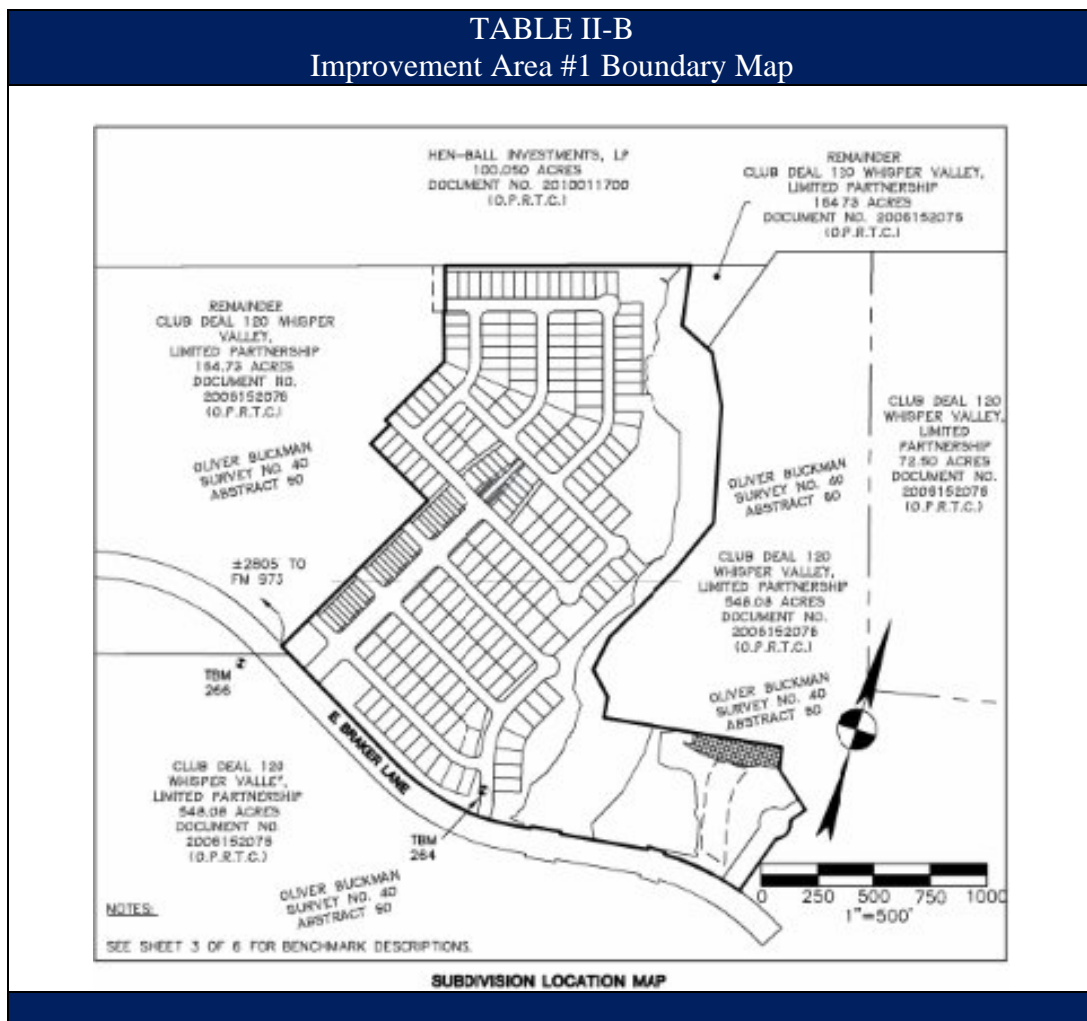 TABLE II-B
Improvement Area #1 Boundary Map
HEN-BALL INVESTMENTS, LP
100.050 ACRES
DOCUMENT NO. 2010011700
(O.P.R.T.C.)
REMAINDER
CLUB DEAL 120 WHISPER VALLEY,
LIMITED PARTNERSHIP
164.73 ACRES
DOCUMENT NO. 2006152076
(O.P.R.T.C.)
REMAINDER
CLUB DEAL 120 WHISPER
VALLEY,
LIMITED PARTNERSHIP
164.73 ACRES
DOCUMENT NO.
2006152076
(O.P.R.T.C.)
OLIVER BUCKMAN
SURVEY NO. 40
ABSTRACT 60
CLUB DEAL 120
WHISPER VALLEY,
LIMITED
PARTNERSHIP
72.50 ACRES
DOCUMENT NO.
2006152076
(O.P.R.T.C.)
OLIVER BUCKMAN
SURVEY NO. 40
ABSTRACT 60
±2805 TO
FM 973
CLUB DEAL 120
WHISPER VALLEY,
LIMITED PARTNERSHIP
548.08 ACRES
DOCUMENT NO.
2006152076
(O.P.R.T.C.)
TBM
266
OLIVER BUCKMAN
SURVEY NO. 40
ABSTRACT 60
E. BRAKER LANE
CLUB DEAL 120
WHISPER VALLEY,
LIMITED PARTNERSHIP
548.08 ACRES
DOCUMENT NO.
2006152076
(O.P.R.T.C.)
TBM
264
OLIVER BUCKMAN
SURVEY NO. 40
ABSTRACT 60
0 250 500 750 1000
1"=500'
NOTES:
SEE SHEET 3 OF 6 FOR BENCHMARK DESCRIPTIONS.
SUBDIVISION LOCATION MAP